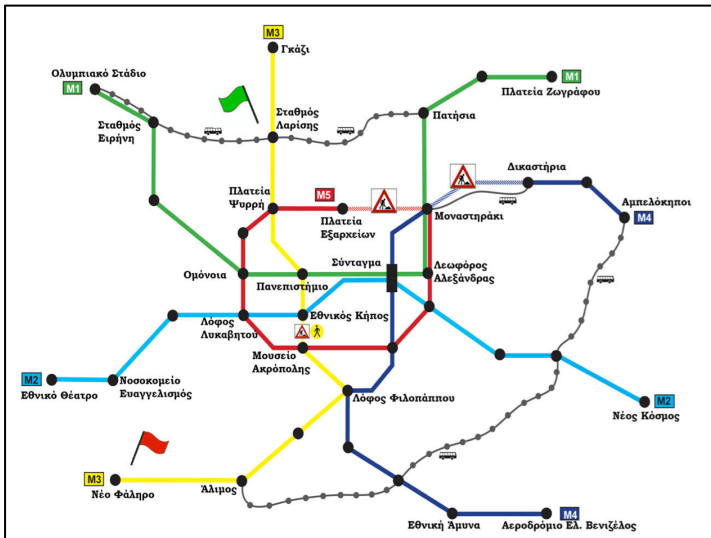 M3
Γκάζι
Ολυμπιακό Στάδιο
M1
M1
Πλατεία Ζωγράφου
Σταθμός
Λαρίσης
Πατήσια
Σταθμός
Ειρήνη
Δικαστήρια
Πλατεία
Ψυρρή
M5
Πλατεία
Εξαρχείων
Μοναστηράκι
Αμπελόκηποι
M4
Ομόνοια
Πανεπιστήμιο
Σύνταγμα
Λεωφόρος
Αλεξάνδρας
Λόφος
Λυκαβητού
Εθνικός Κήπος
Μουσείο
Ακρόπολης
M2
Εθνικό Θέατρο
Νοσοκομείο
Ευαγγελισμός
Λόφος Φιλοπάππου
M2
Νέος Κόσμος
M3
Νέο Φάληρο
Άλιμος
Εθνική Άμυνα
Αεροδρόμιο Ελ. Βενιζέλος
M4